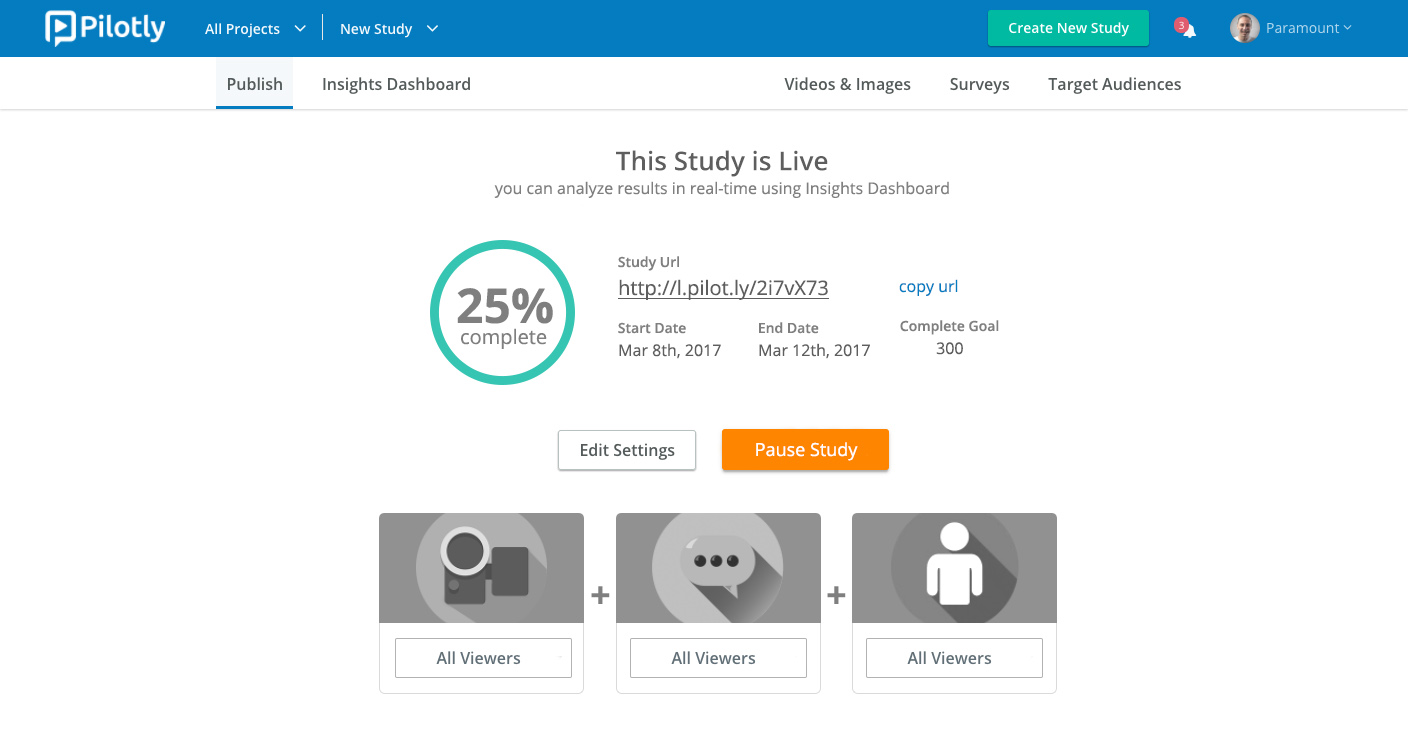 Pilotly
All Projects
New Study
Create New Study
3
Paramount
Publish
Insights Dashboard
Videos & Images
Surveys
Target Audiences
This Study is Live
you can analyze results in real-time using Insights Dashboard
25%
complete
Study Url
http://l.pilot.ly/2i7vX73
copy url
Start Date
Mar 8th, 2017
End Date
Mar 12th, 2017
Complete Goal
300
Edit Settings
Pause Study
+
+
All Viewers
All Viewers
All Viewers